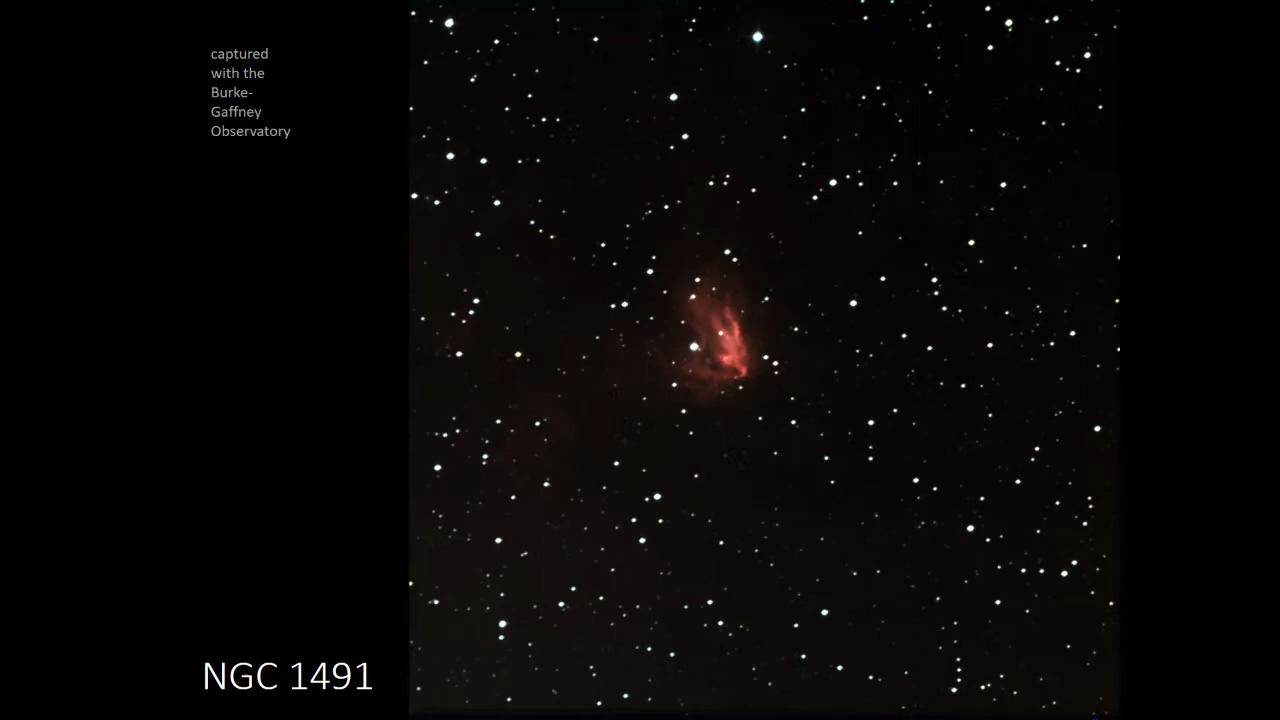 captured
with the
Burke-
Gaffney
Observatory
NGC 1491